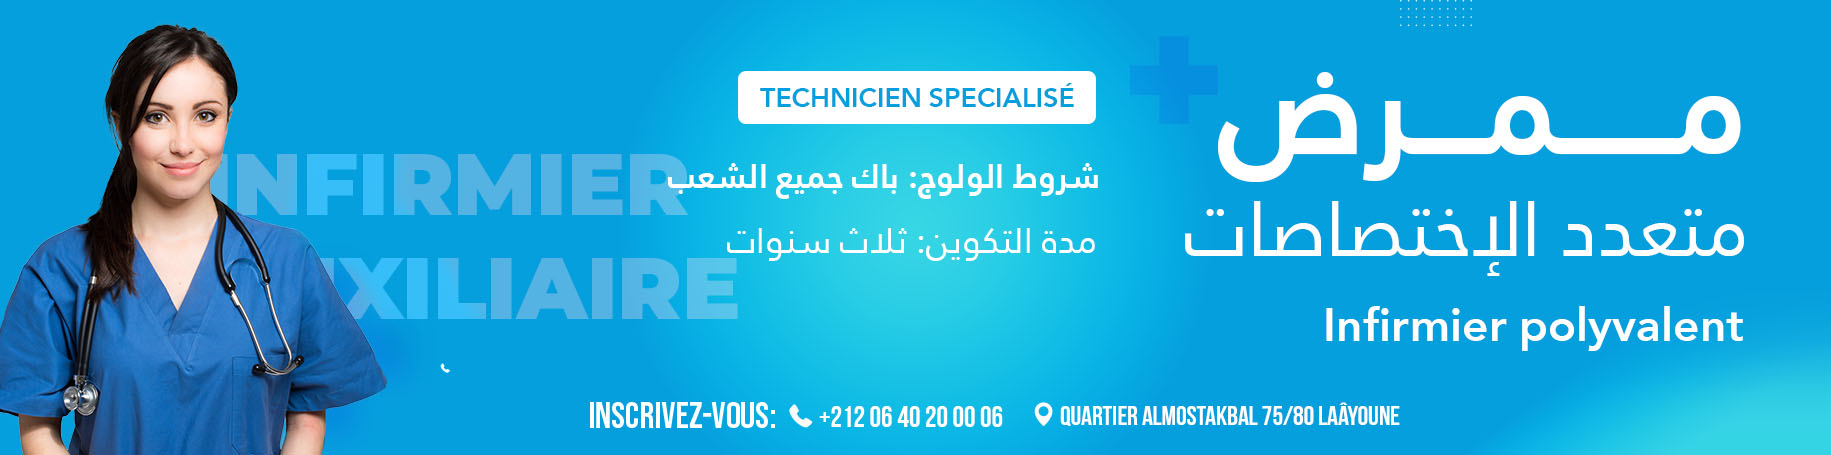 ممرض
متعدد الإختصاصات
Infirmier polyvalent
TECHNICIEN SPECIALISÉ
شروط الولوج: باك جميع الشعب
مدة التكوين: ثلاث سنوات
INFIRMIER
AUXILIAIRE
INSCRIVEZ-VOUS: +212 06 40 20 00 06 QUARTIER ALMOSTAKBAL 75/80 LAÂYOUNE